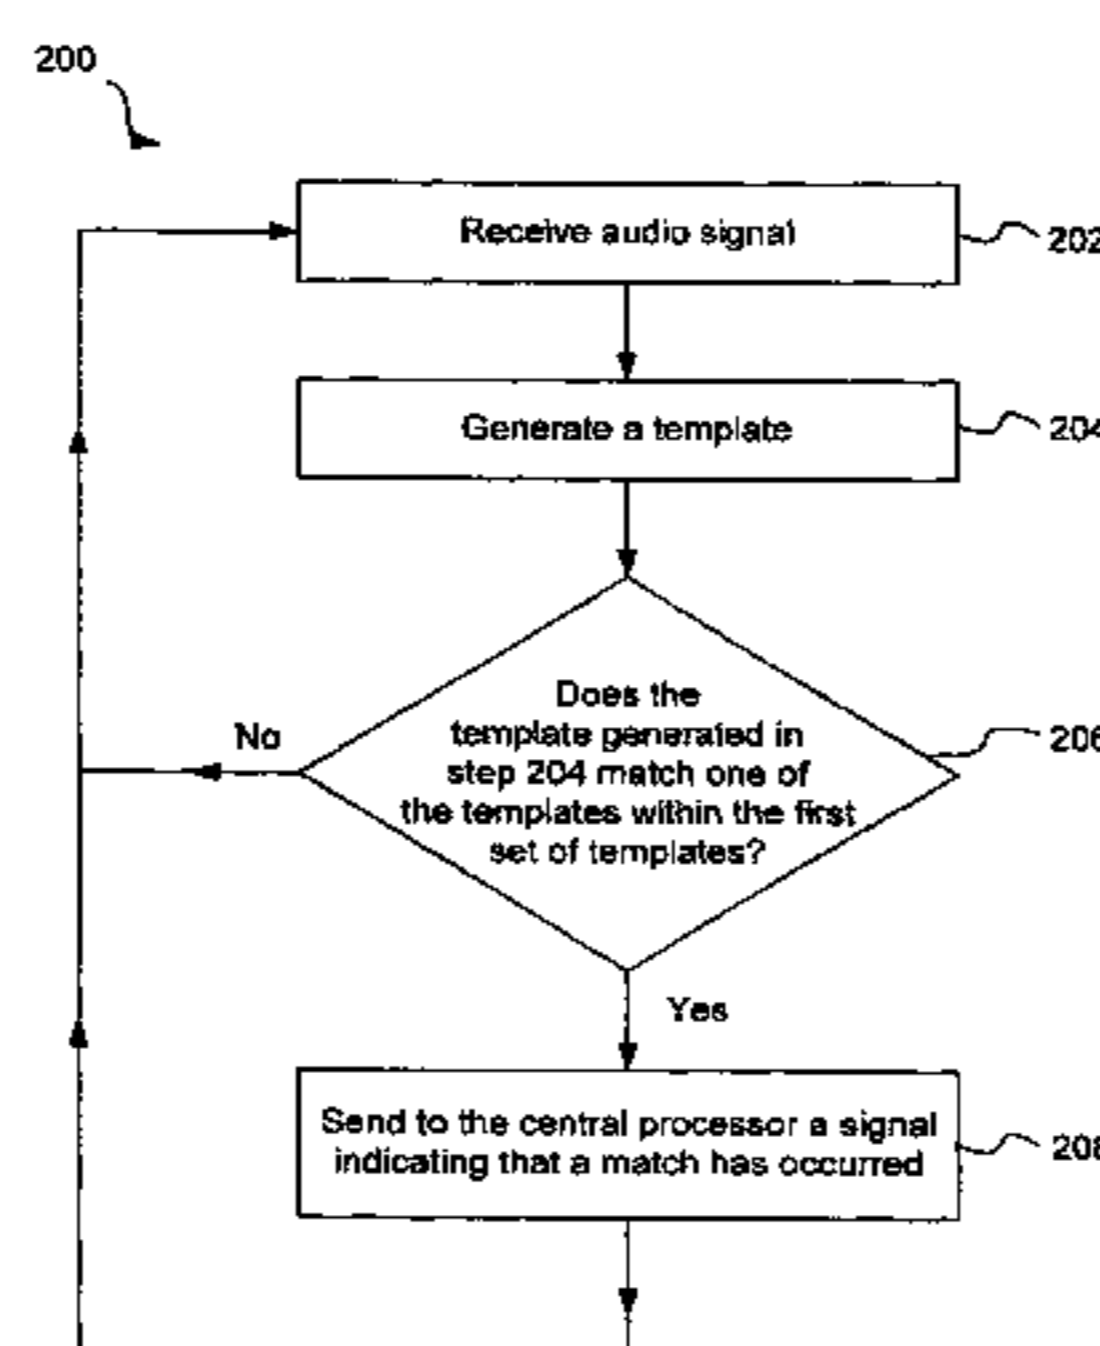 200
Receive audio signal
202
Generate a template
204
Does the
template generated in
step 204 match one of
the templates within the first
set of templates?
206
No
Yes
Send to the central processor a signal
indicating that a match has occurred
208